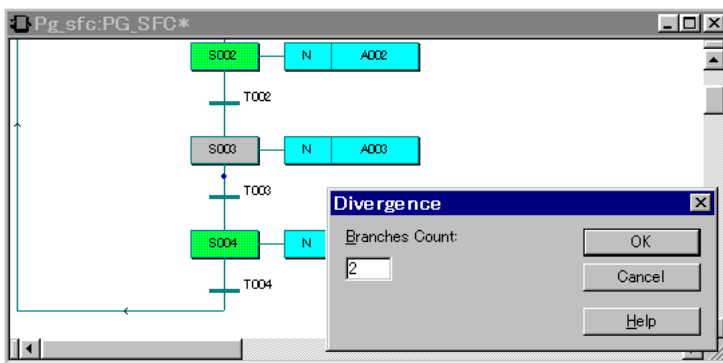 Pg_sfc:PG_SFC*
S002 N A002
T002
S003 N A003
T003
S004 N
T004
Divergence
Branches Count:
2
OK
Cancel
Help